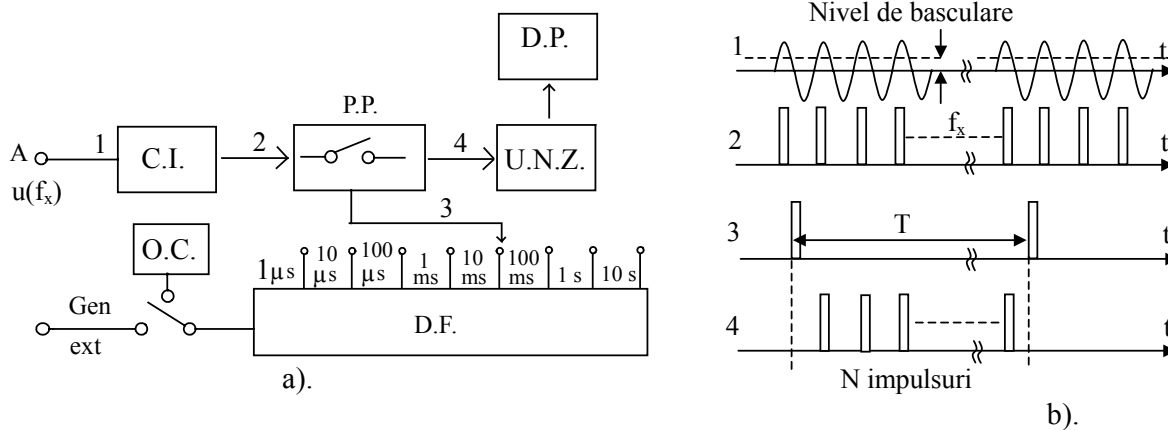 D.P.
P.P.
A
1
C.I.
2
4
U.N.Z.
u(fx)
3
O.C.
1μs
10 μs
100 μs
1 ms
10 ms
100 ms
1 s
10 s
Gen
ext
D.F.
a).
Nivel de basculare
1
t
fx
2
t
3
T
t
4
t
N impulsuri
b).